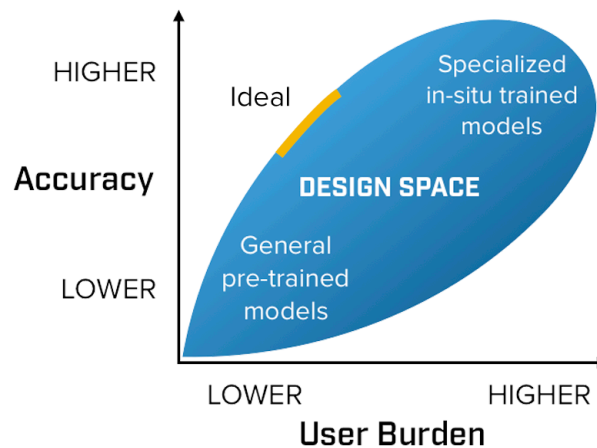 HIGHER
Ideal
Specialized
in-situ trained
models
Accuracy
DESIGN SPACE
General
pre-trained
models
LOWER
LOWER
HIGHER
User Burden